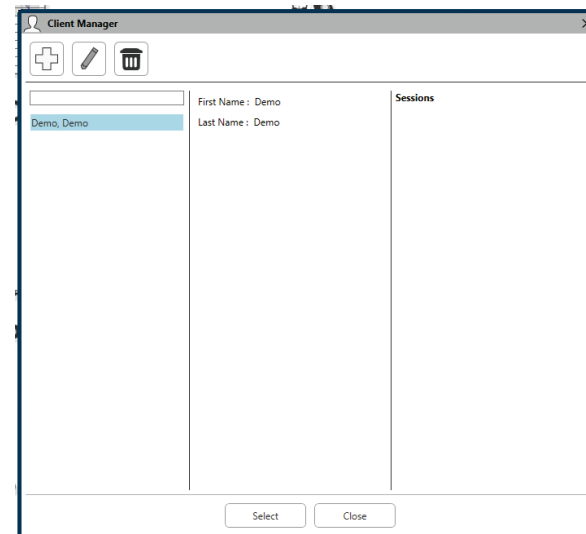 Client Manager
Demo, Demo
First Name : Demo
Last Name : Demo
Sessions
Select
Close